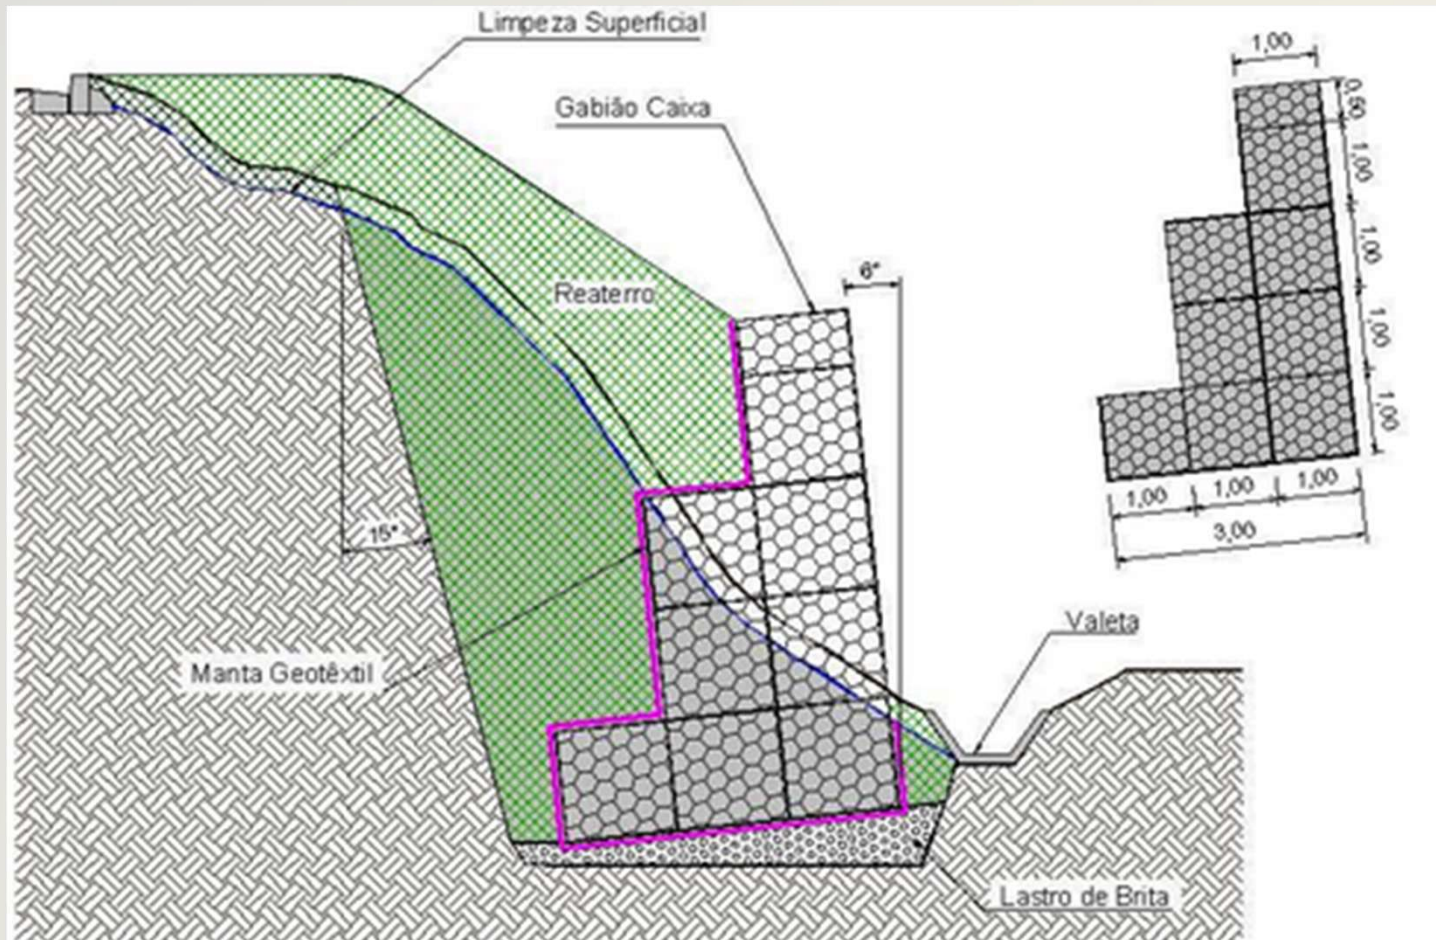 Limpeza Superficial
Gabião Caixa
6°
Reaterro
15°
Manta Geotêxtil
Valeta
Lastro de Brita
1,00
0,50
1,00
1,00
1,00
1,00
1,00
1,00
1,00
3,00